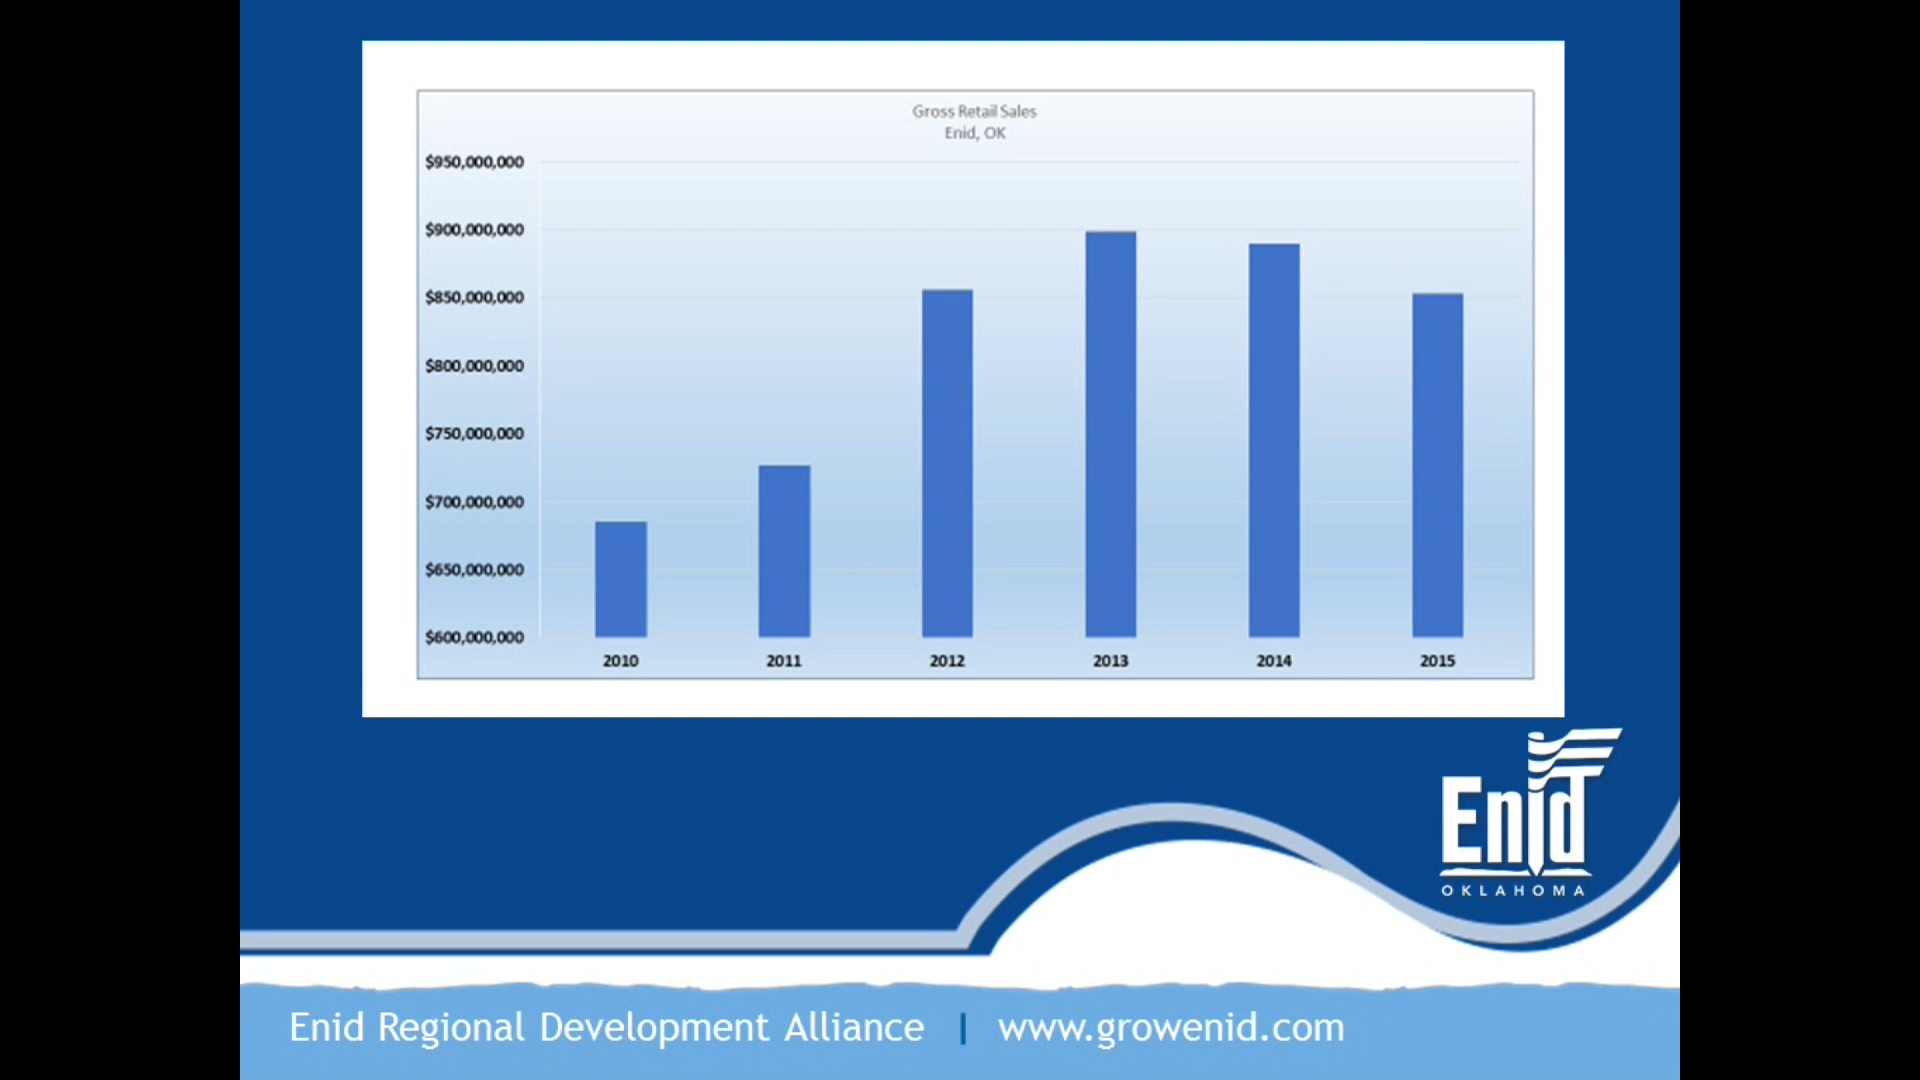 Gross Retail Sales
Enid, OK
$950,000,000
$900,000,000
$850,000,000
$800,000,000
$750,000,000
$700,000,000
$650,000,000
$600,000,000
2010 2011 2012 2013 2014 2015
Enid
OKLAHOMA
Enid Regional Development Alliance | www.growenid.com